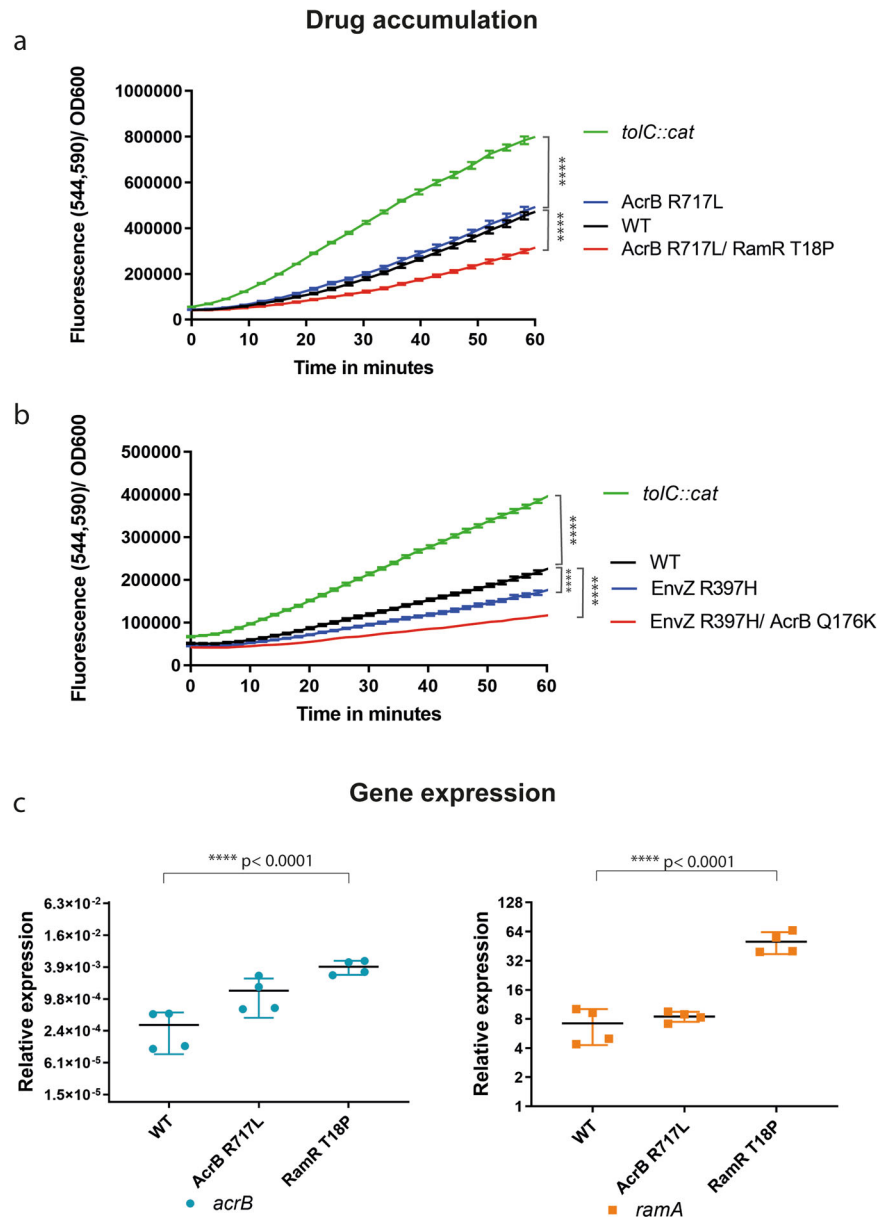 Drug accumulation
a
Fluorescence (544,590)/ OD600
1000000
800000
600000
400000
200000
0
0 10 20 30 40 50 60
Time in minutes
****
****
tolC::cat
AcrB R717L
WT
AcrB R717L/ RamR T18P
b
Fluorescence (544,590)/ OD600
500000
400000
300000
200000
100000
0
0 10 20 30 40 50 60
Time in minutes
****
****
****
tolC::cat
WT
EnvZ R397H
EnvZ R397H/ AcrB Q176K
Gene expression
c
**** p< 0.0001
Relative expression
6.3×10⁻²
1.6×10⁻²
3.9×10⁻³
9.8×10⁻⁴
2.4×10⁻⁴
6.1×10⁻⁵
1.5×10⁻⁵
WT
AcrB R717L
RamR T18P
acrB
**** p< 0.0001
Relative expression
128
64
32
16
8
4
2
1
WT
AcrB R717L
RamR T18P
ramA